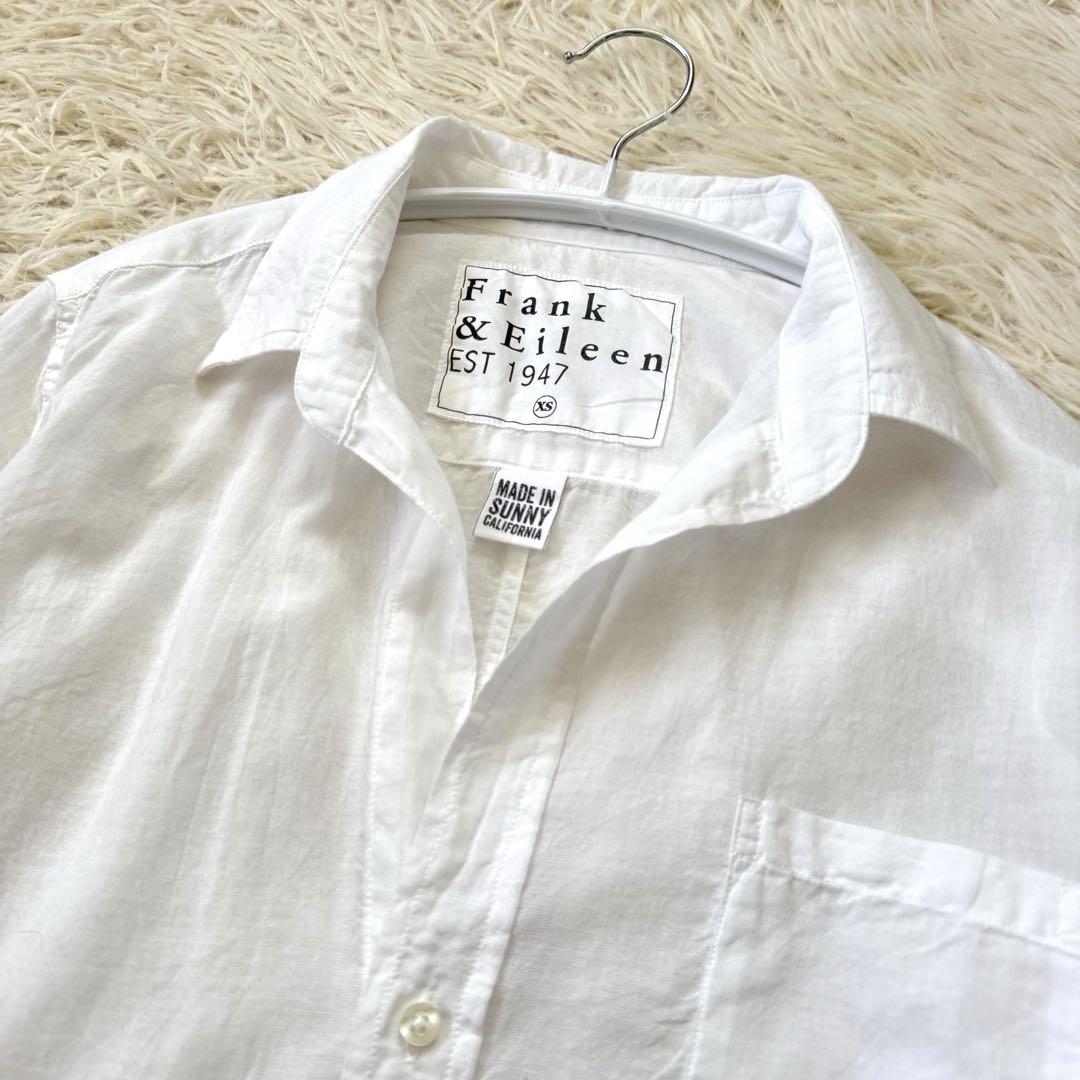 Frank
& Eileen
EST 1947
XS
MADE IN
SUNNY
CALIFORNIA